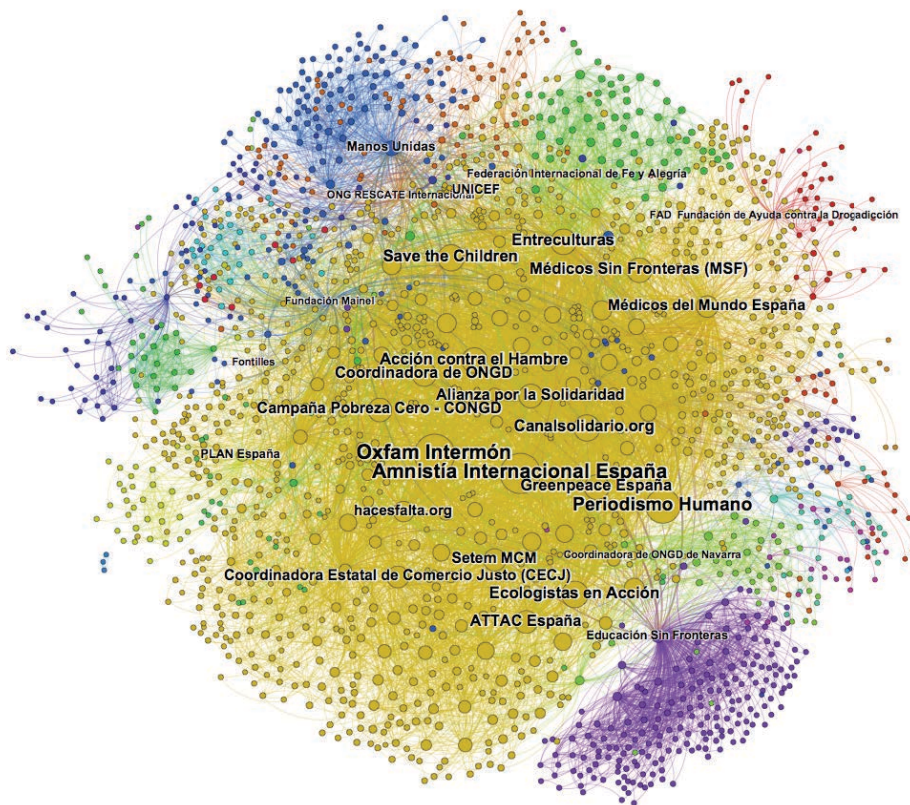 Manos Unidas
Federación Internacional de Fe y Alegría
UNICEF
ONG RESCATE Internacional
FAD Fundación de Ayuda contra la Drogadicción
Entreculturas
Save the Children
Médicos Sin Fronteras (MSF)
Fundación Mainel
Médicos del Mundo España
Fontilles
Acción contra el Hambre
Coordinadora de ONGD
Alianza por la Solidaridad
Campaña Pobreza Cero - CONGD
Canalsolidario.org
PLAN España
Oxfam Intermón
Amnistía Internacional España
Greenpeace España
Periodismo Humano
hacesfalta.org
Setem MCM
Coordinadora de ONGD de Navarra
Coordinadora Estatal de Comercio Justo (CECJ)
Ecologistas en Acción
ATTAC España
Educación Sin Fronteras